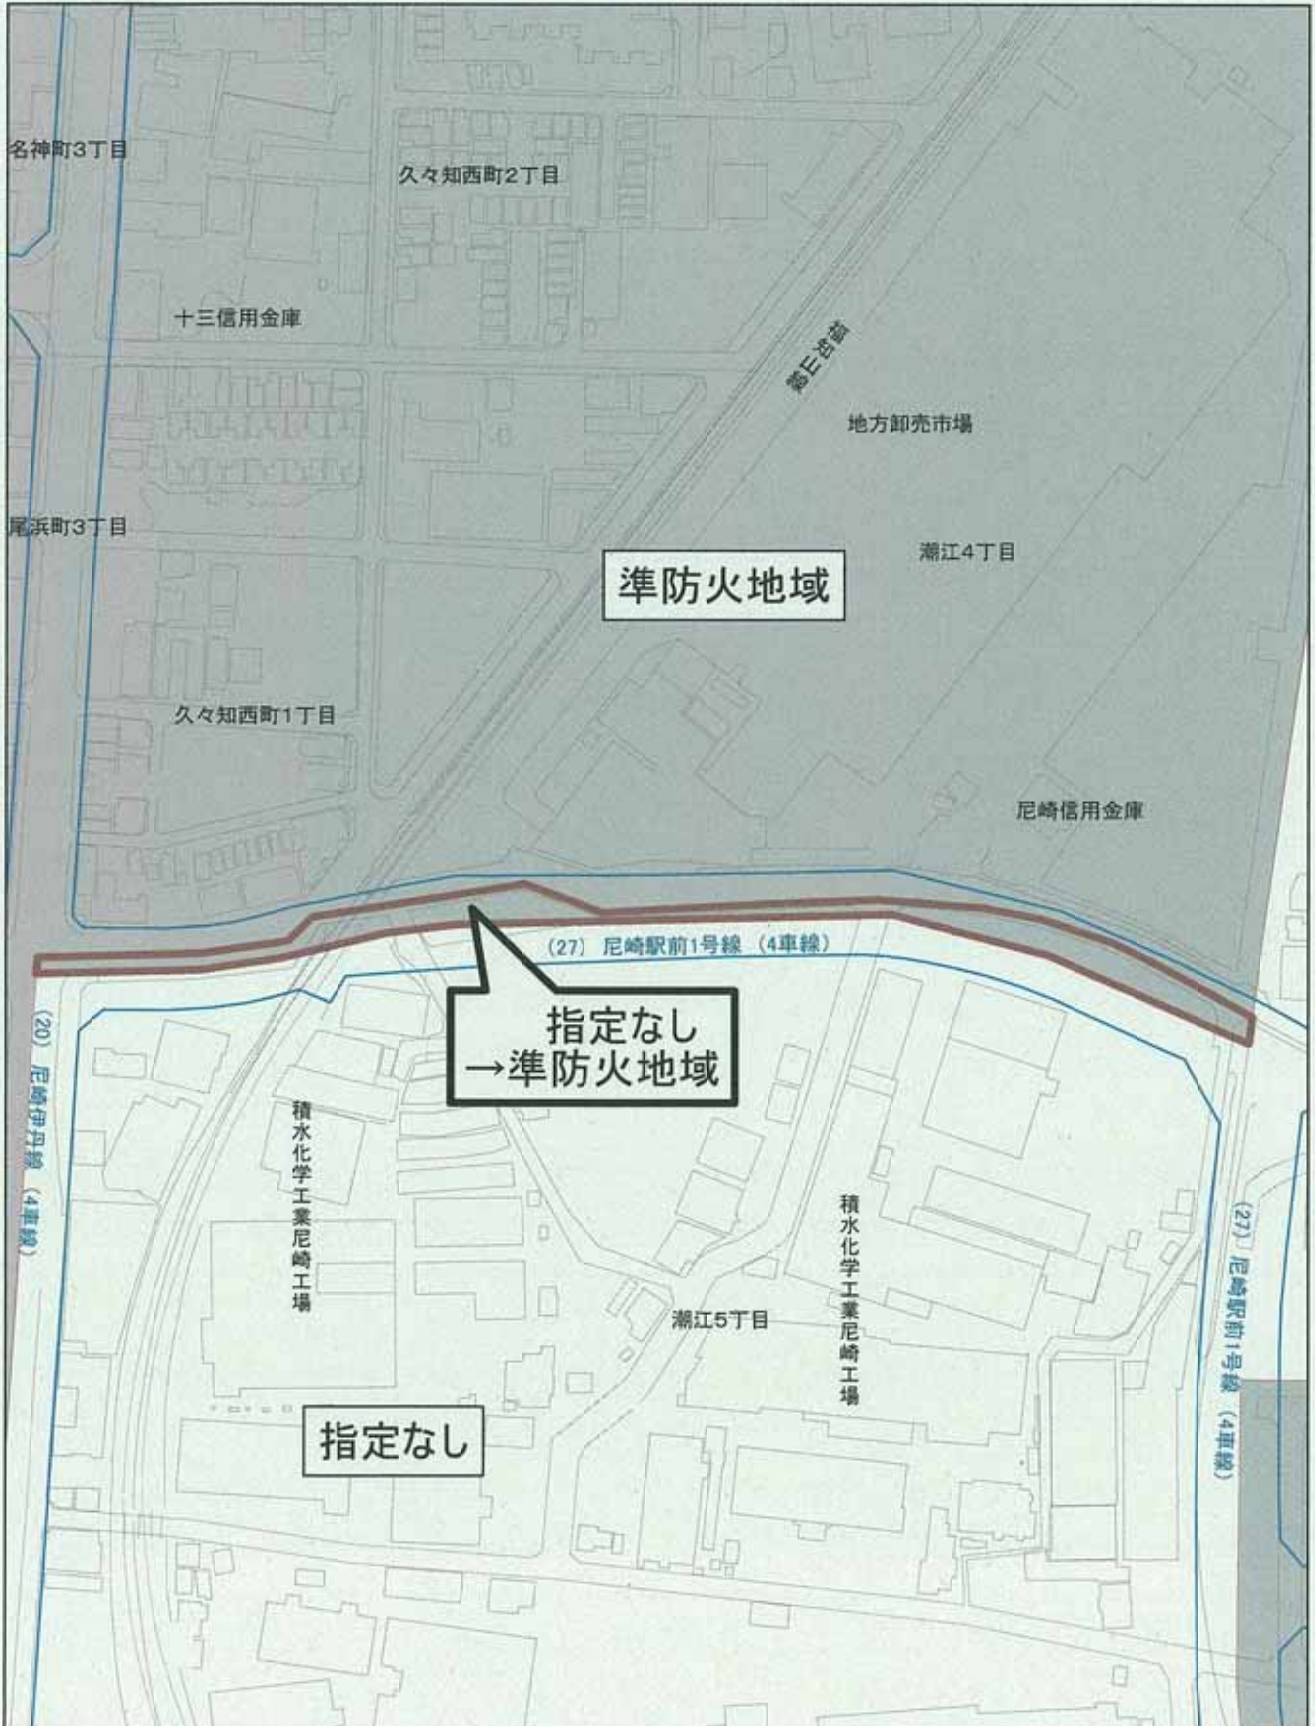 名神町3丁目
久々知西町2丁目
十三信用金庫
福知山線
地方卸売市場
尾浜町3丁目
潮江4丁目
準防火地域
久々知西町1丁目
尼崎信用金庫
(27) 尼崎駅前1号線 (4車線)
指定なし
→準防火地域
(20) 尼崎伊丹線 (4車線)
積水化学工業尼崎工場
積水化学工業尼崎工場
(27) 尼崎駅前1号線 (4車線)
潮江5丁目
指定なし